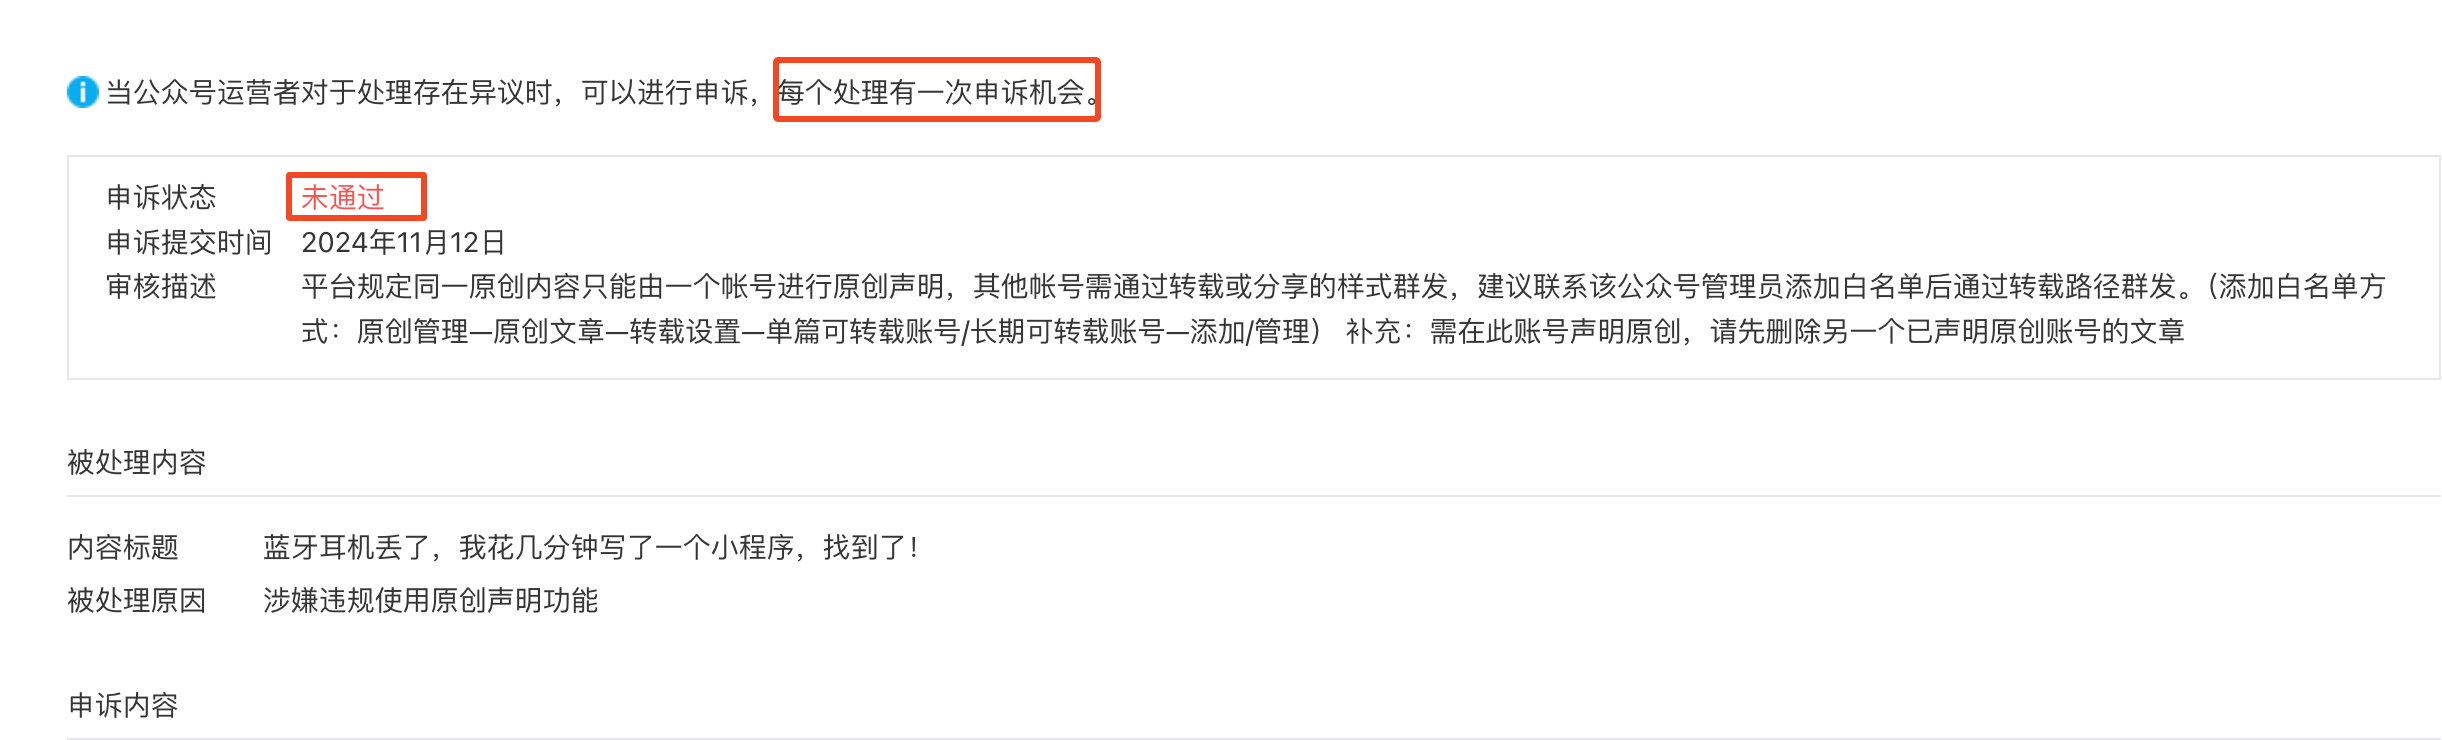 当公众号运营者对于处理存在异议时，可以进行申诉，每个处理有一次申诉机会。
申诉状态 未通过
申诉提交时间 2024年11月12日
审核描述 平台规定同一原创内容只能由一个帐号进行原创声明，其他帐号需通过转载或分享的样式群发，建议联系该公众号管理员添加白名单后通过转载路径群发。（添加白名单方
式：原创管理—原创文章—转载设置—单篇可转载账号/长期可转载账号—添加/管理） 补充：需在此账号声明原创，请先删除另一个已声明原创账号的文章
被处理内容
内容标题 蓝牙耳机丢了，我花几分钟写了一个小程序，找到了！
被处理原因 涉嫌违规使用原创声明功能
申诉内容